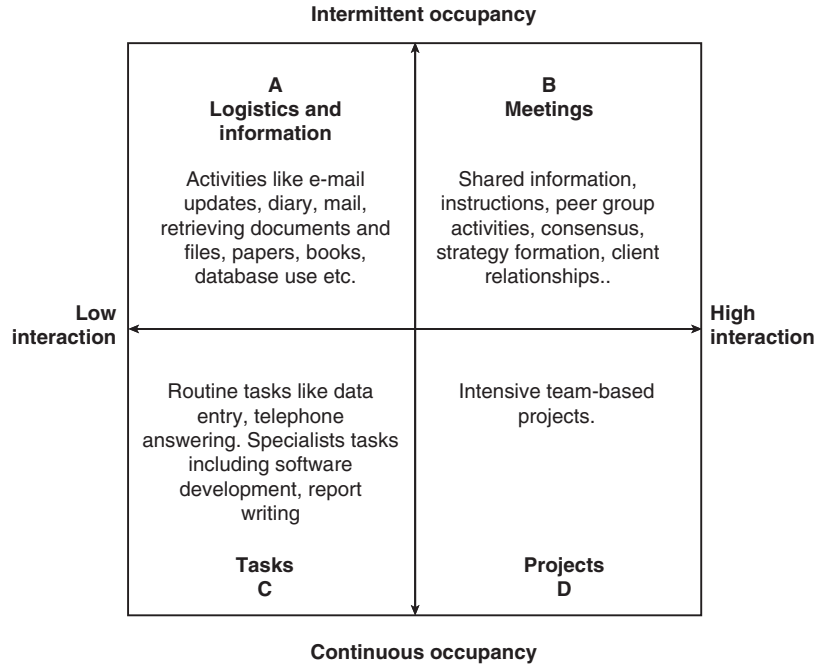 Intermittent occupancy
A
Logistics and
information
Activities like e-mail
updates, diary, mail,
retrieving documents and
files, papers, books,
database use etc.
B
Meetings
Shared information,
instructions, peer group
activities, consensus,
strategy formation, client
relationships..
Low
interaction
High
interaction
Routine tasks like data
entry, telephone
answering. Specialists tasks
including software
development, report
writing
Tasks
C
Intensive team-based
projects.
Projects
D
Continuous occupancy